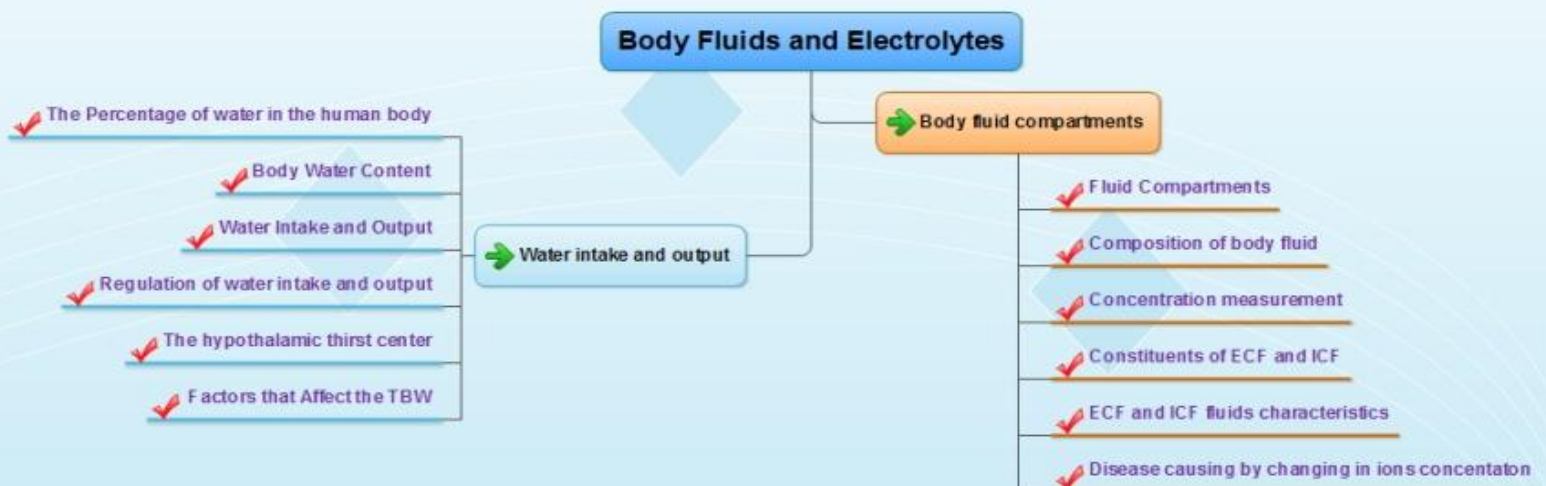 Body Fluids and Electrolytes
Body fluid compartments
Fluid Compartments
Composition of body fluid
Concentration measurement
Constituents of ECF and ICF
ECF and ICF fluids characteristics
Disease causing by changing in ions concentaton
Water intake and output
The Percentage of water in the human body
Body Water Content
Water Intake and Output
Regulation of water intake and output
The hypothalamic thirst center
Factors that Affect the TBW